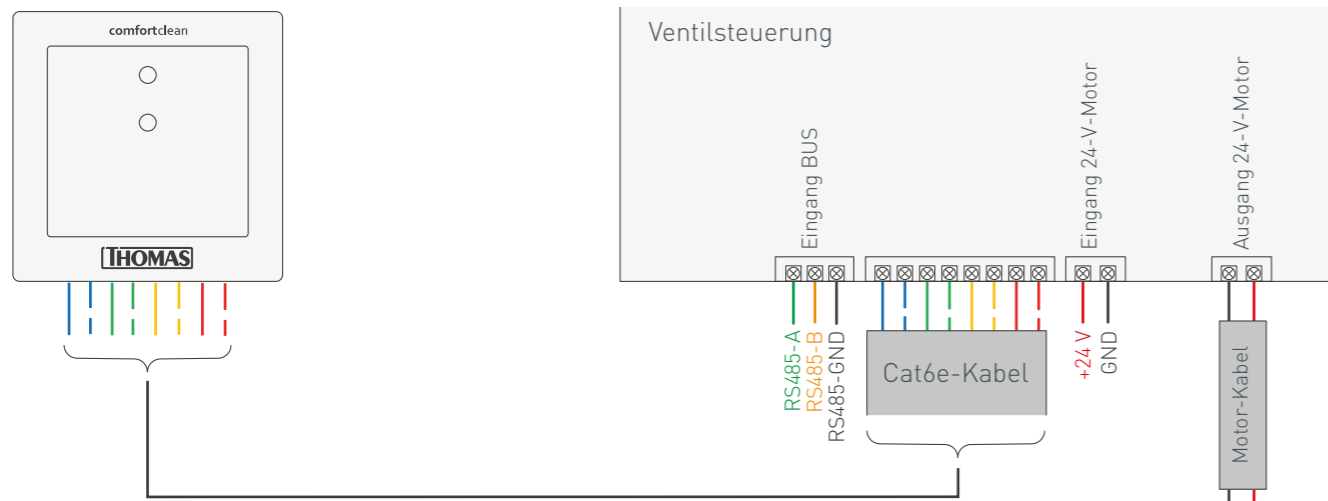 comfortclean
THOMAS
Ventilsteuerung
Eingang BUS
Eingang 24-V-Motor
Ausgang 24-V-Motor
RS485-A
RS485-B
RS485-GND
Cat6e-Kabel
+24 V
GND
Motor-Kabel